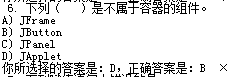 6. 下列（ ）是不属于容器的组件。
A) JFrame
B) JButton
C) JPanel
D) JApplet
你所选择的答案是：D，正确答案是：B ×